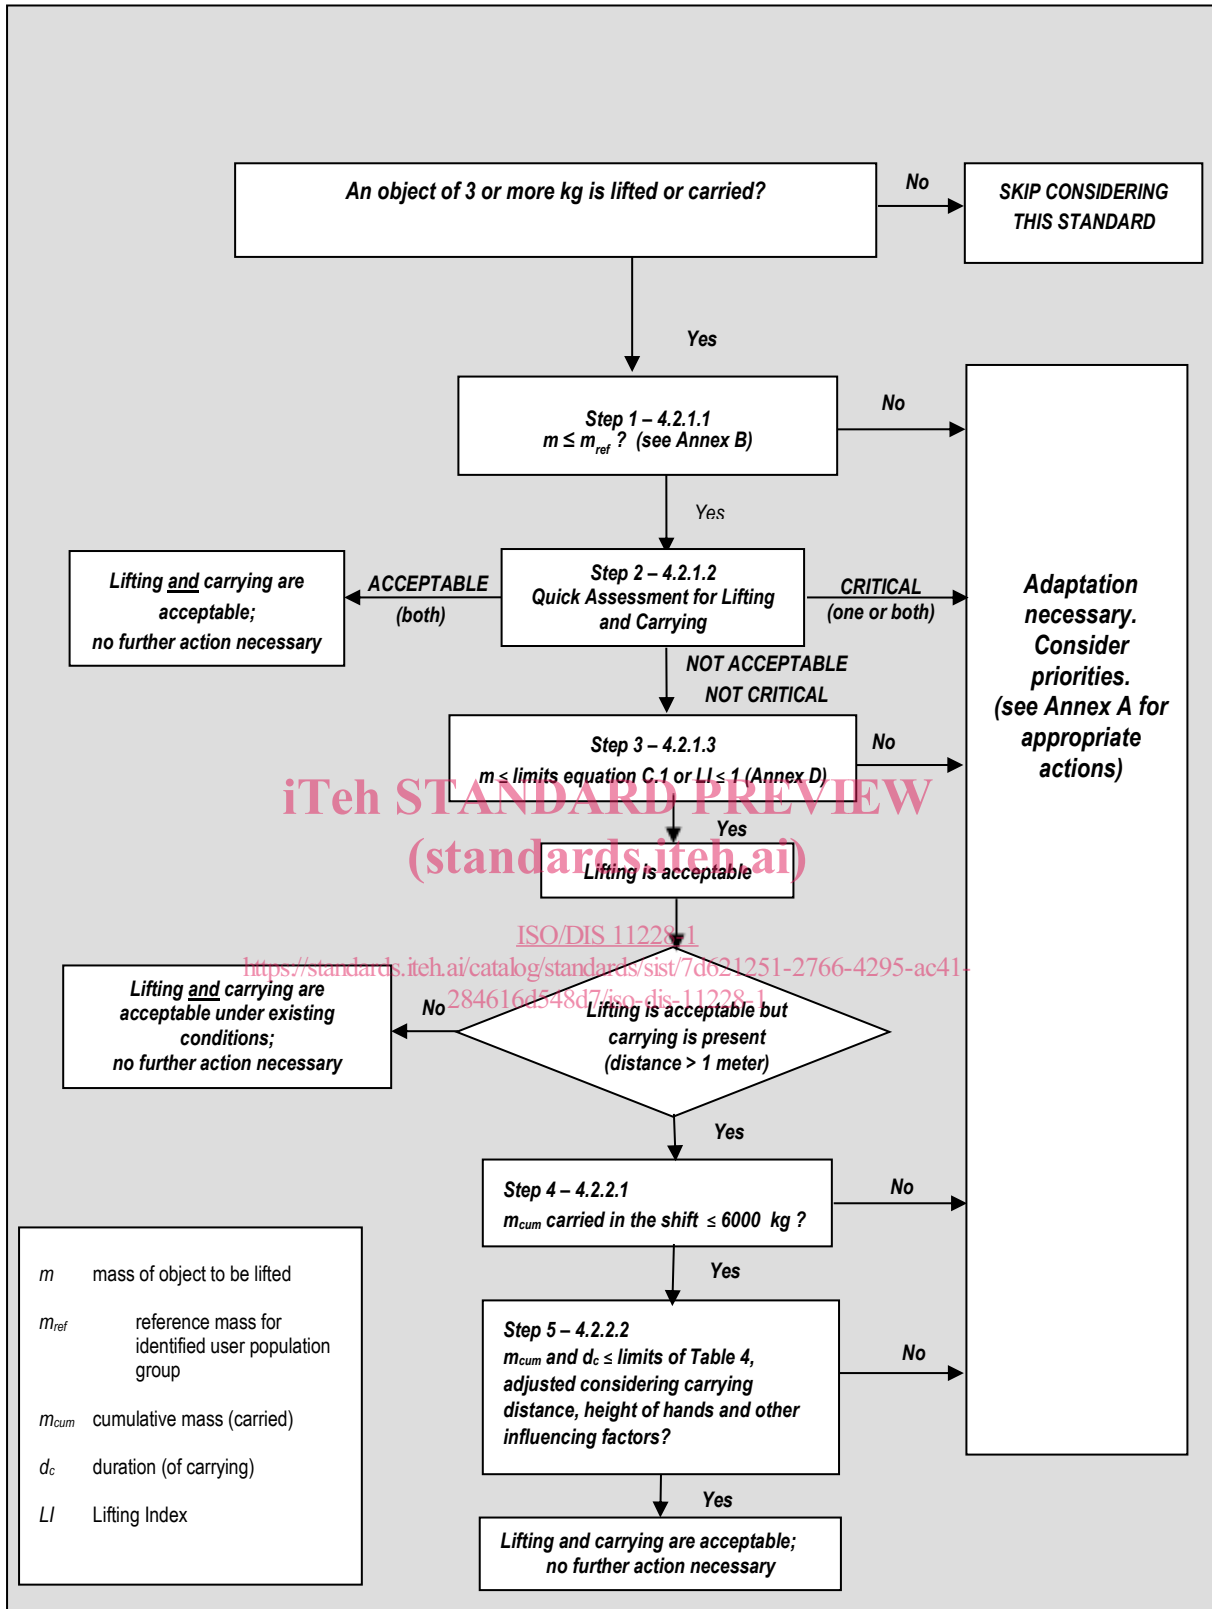 An object of 3 or more kg is lifted or carried?
No
SKIP CONSIDERING
THIS STANDARD
Yes
Step 1 – 4.2.1.1
m ≤ mref ? (see Annex B)
No
Yes
Step 2 – 4.2.1.2
Quick Assessment for Lifting
and Carrying
ACCEPTABLE
(both)
Lifting and carrying are
acceptable;
no further action necessary
CRITICAL
(one or both)
Adaptation
necessary.
Consider
priorities.
(see Annex A for
appropriate
actions)
NOT ACCEPTABLE
NOT CRITICAL
Step 3 – 4.2.1.3
m ≤ limits equation C.1 or LI ≤ 1 (Annex D)
No
iTeh STANDARD PREVIEW
(standards.iteh.ai)
Yes
Lifting is acceptable
ISO/DIS 11228-1
https://standards.iteh.ai/catalog/standards/sist/7d621251-2766-4295-ac41-
284616d548d7/iso-dis-11228-1
Lifting is acceptable but
carrying is present
(distance > 1 meter)
No
Lifting and carrying are
acceptable under existing
conditions;
no further action necessary
Yes
Step 4 – 4.2.2.1
mcum carried in the shift ≤ 6000 kg ?
No
Yes
Step 5 – 4.2.2.2
mcum and dc ≤ limits of Table 4,
adjusted considering carrying
distance, height of hands and other
influencing factors?
No
Yes
Lifting and carrying are acceptable;
no further action necessary
m mass of object to be lifted
mref reference mass for
identified user population
group
mcum cumulative mass (carried)
dc duration (of carrying)
LI Lifting Index